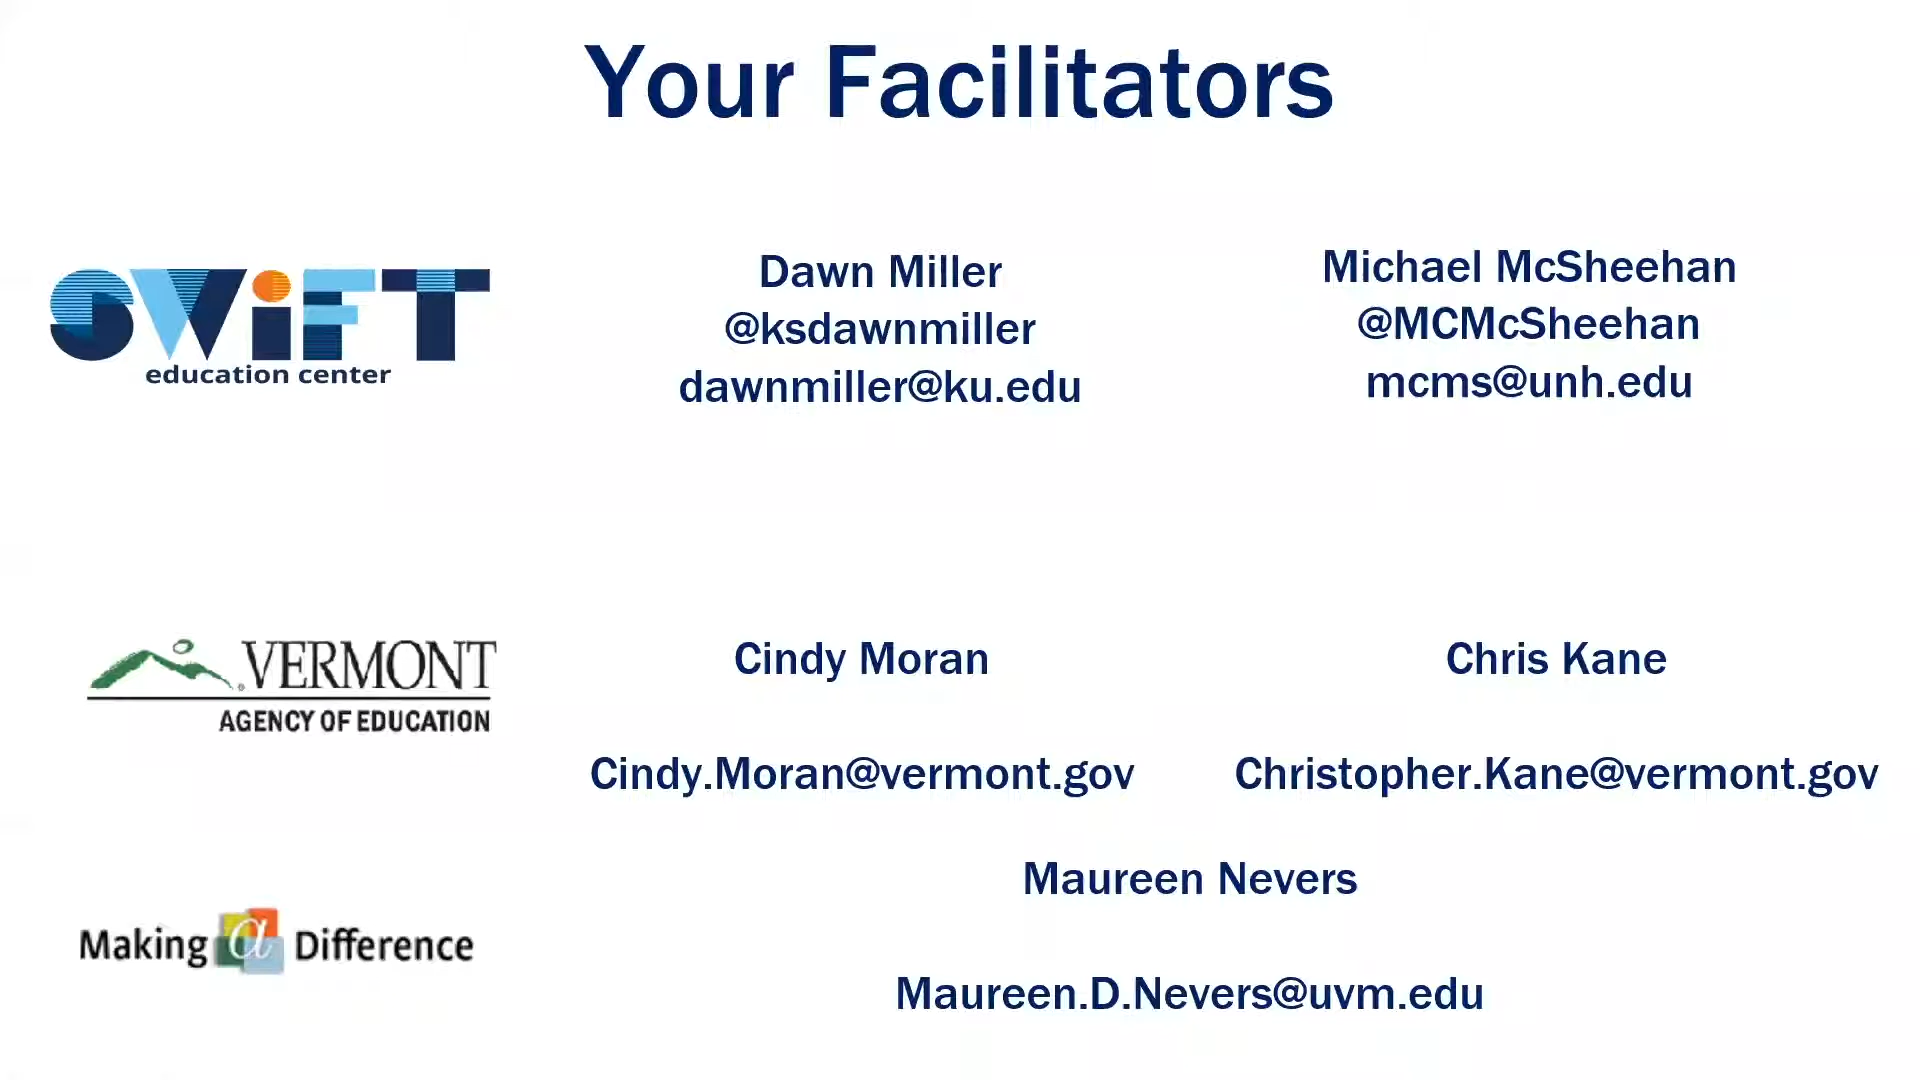 Your Facilitators
SWiFT
education center
Dawn Miller
@ksdawnmiller
dawnmiller@ku.edu
Michael McSheehan
@MCMcSheehan
mcms@unh.edu
VERMONT
AGENCY OF EDUCATION
Cindy Moran
Cindy.Moran@vermont.gov
Chris Kane
Christopher.Kane@vermont.gov
Making a Difference
Maureen Nevers
Maureen.D.Nevers@uvm.edu